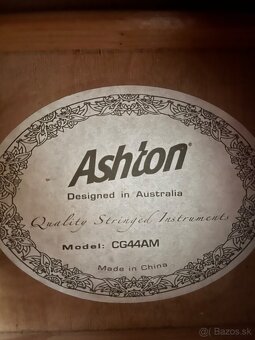 Ashton
Designed in Australia
Quality Stringed Instruments
Model: CG44AM
Made in China
Bazos.sk